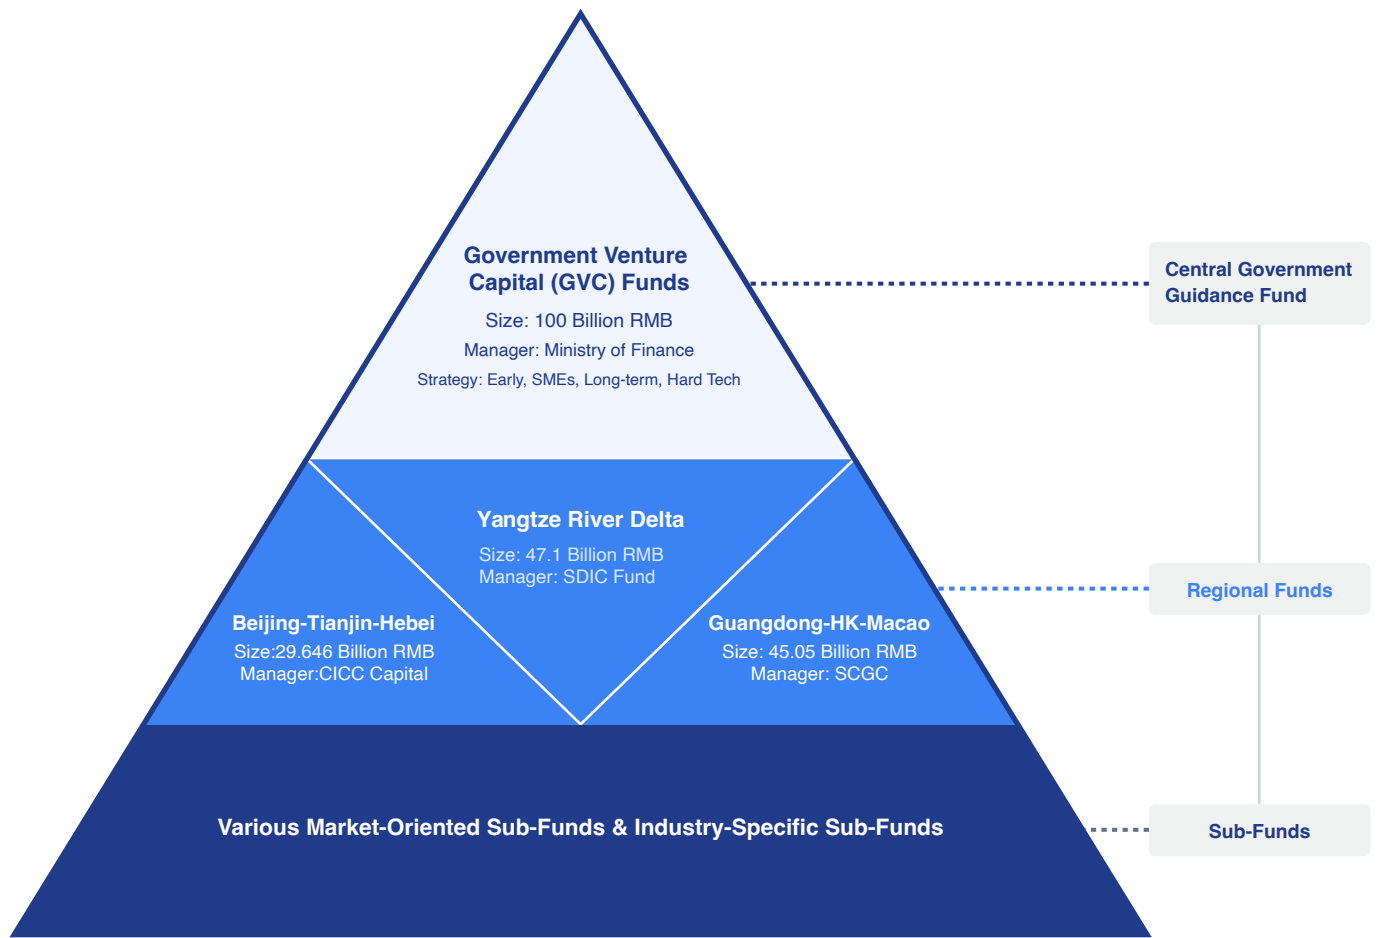 Government Venture
Capital (GVC) Funds
Size: 100 Billion RMB
Manager: Ministry of Finance
Strategy: Early, SMEs, Long-term, Hard Tech
Central Government
Guidance Fund
Yangtze River Delta
Size: 47.1 Billion RMB
Manager: SDIC Fund
Beijing-Tianjin-Hebei
Size:29.646 Billion RMB
Manager:CICC Capital
Guangdong-HK-Macao
Size: 45.05 Billion RMB
Manager: SCGC
Regional Funds
Various Market-Oriented Sub-Funds & Industry-Specific Sub-Funds
Sub-Funds